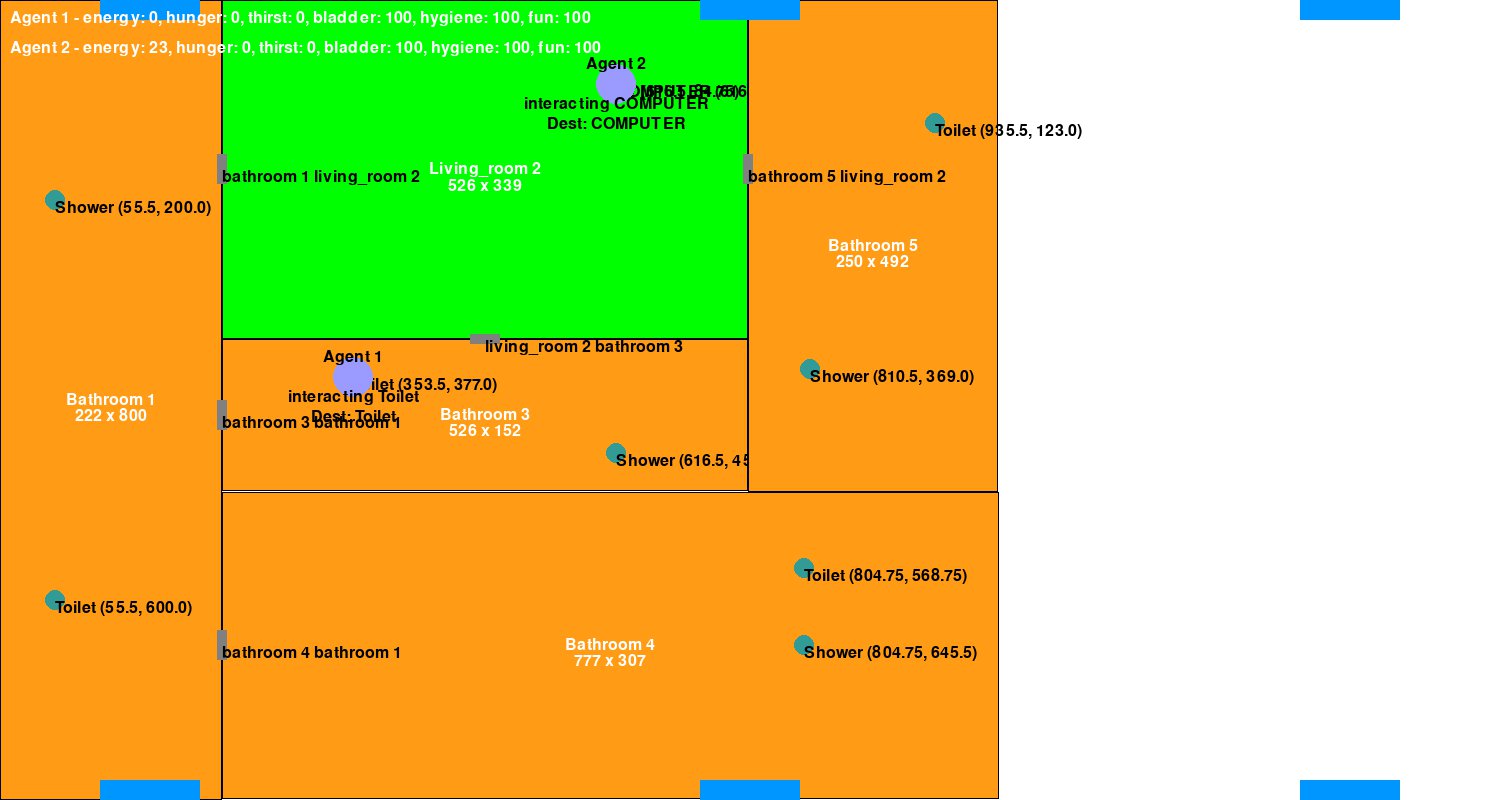 Agent 1 - energy: 0, hunger: 0, thirst: 0, bladder: 100, hygiene: 100, fun: 100
Agent 2 - energy: 23, hunger: 0, thirst: 0, bladder: 100, hygiene: 100, fun: 100
Agent 2
interacting COMPUTER
Dest: COMPUTER
Toilet (935.5, 123.0)
Living_room 2
526 x 339
bathroom 1 living_room 2
bathroom 5 living_room 2
Shower (55.5, 200.0)
Bathroom 5
250 x 492
living_room 2 bathroom 3
Agent 1
ilet (353.5, 377.0)
interacting Toilet
Dest: Toilet
Shower (810.5, 369.0)
Bathroom 1
222 x 800
bathroom 3 bathroom 1
Bathroom 3
526 x 152
Shower (616.5, 45
Toilet (804.75, 568.75)
Toilet (55.5, 600.0)
Bathroom 4
777 x 307
bathroom 4 bathroom 1
Shower (804.75, 645.5)